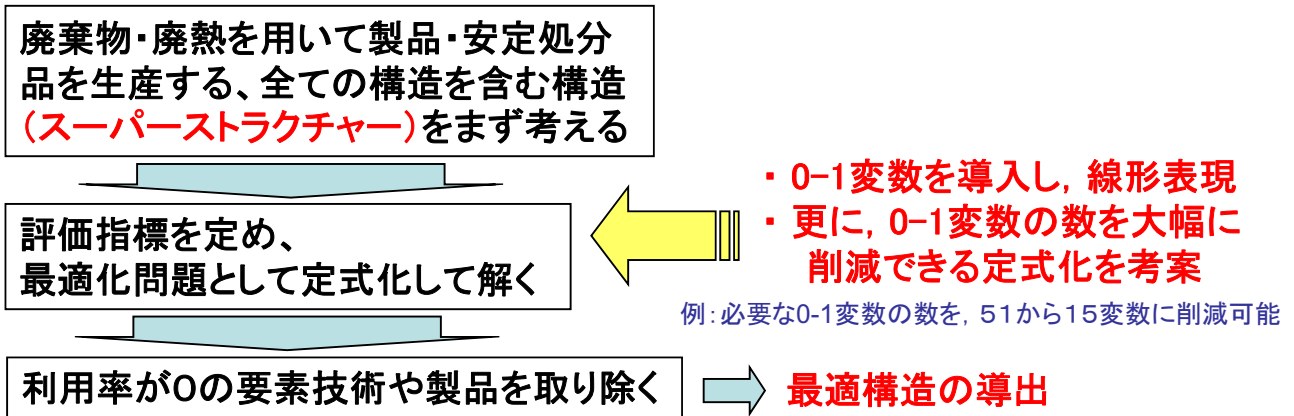 廃棄物・廃熱を用いて製品・安定処分
品を生産する、全ての構造を含む構造
（スーパーストラクチャー）をまず考える
・ 0-1変数を導入し，線形表現
・ 更に，0-1変数の数を大幅に
削減できる定式化を考案
例：必要な0-1変数の数を，５１から１５変数に削減可能
評価指標を定め、
最適化問題として定式化して解く
利用率が0の要素技術や製品を取り除く
最適構造の導出